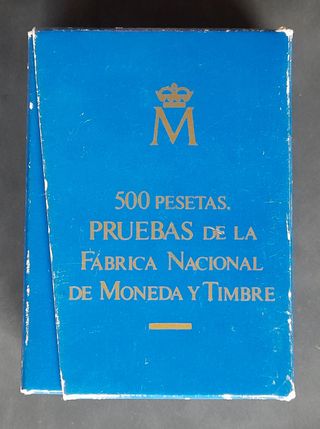 M
500 PESETAS.
PRUEBAS DE LA
FÁBRICA NACIONAL
DE MONEDA Y TIMBRE